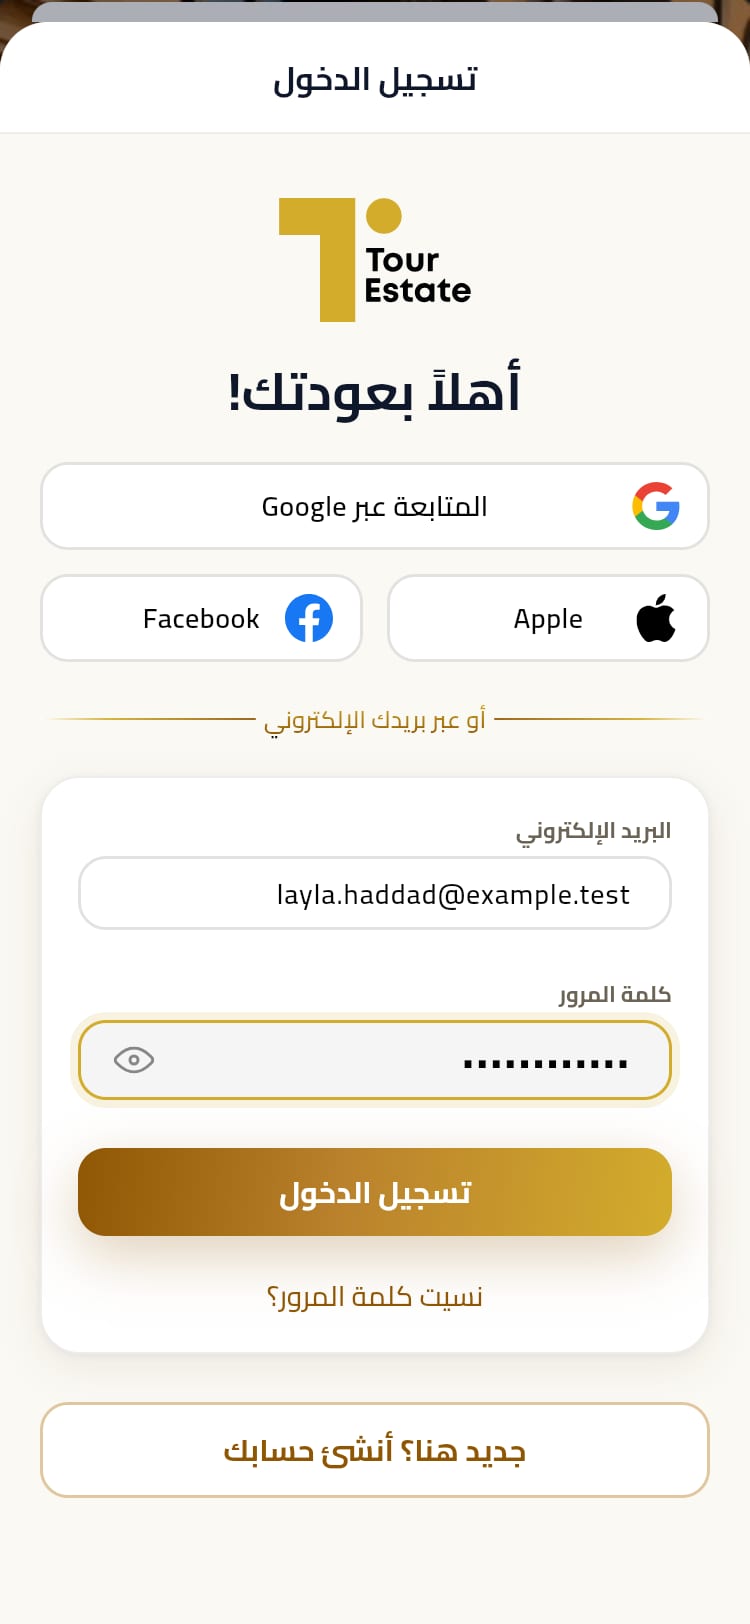 تسجيل الدخول
Tour
Estate
أهلاً بعودتك!
المتابعة عبر Google
Apple
Facebook
أو عبر بريدك الإلكتروني
البريد الإلكتروني
layla.haddad@example.test
كلمة المرور
............
تسجيل الدخول
نسيت كلمة المرور؟
جديد هنا؟ أنشئ حسابك